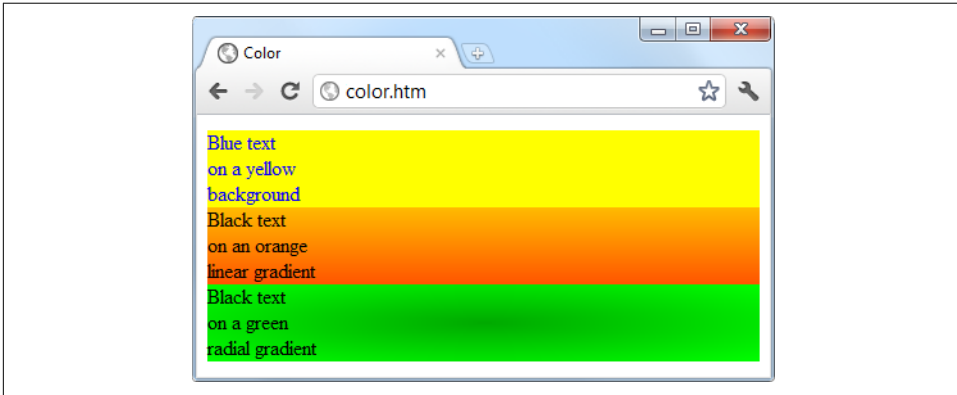 Color
color.htm
Blue text
on a yellow
background
Black text
on an orange
linear gradient
Black text
on a green
radial gradient